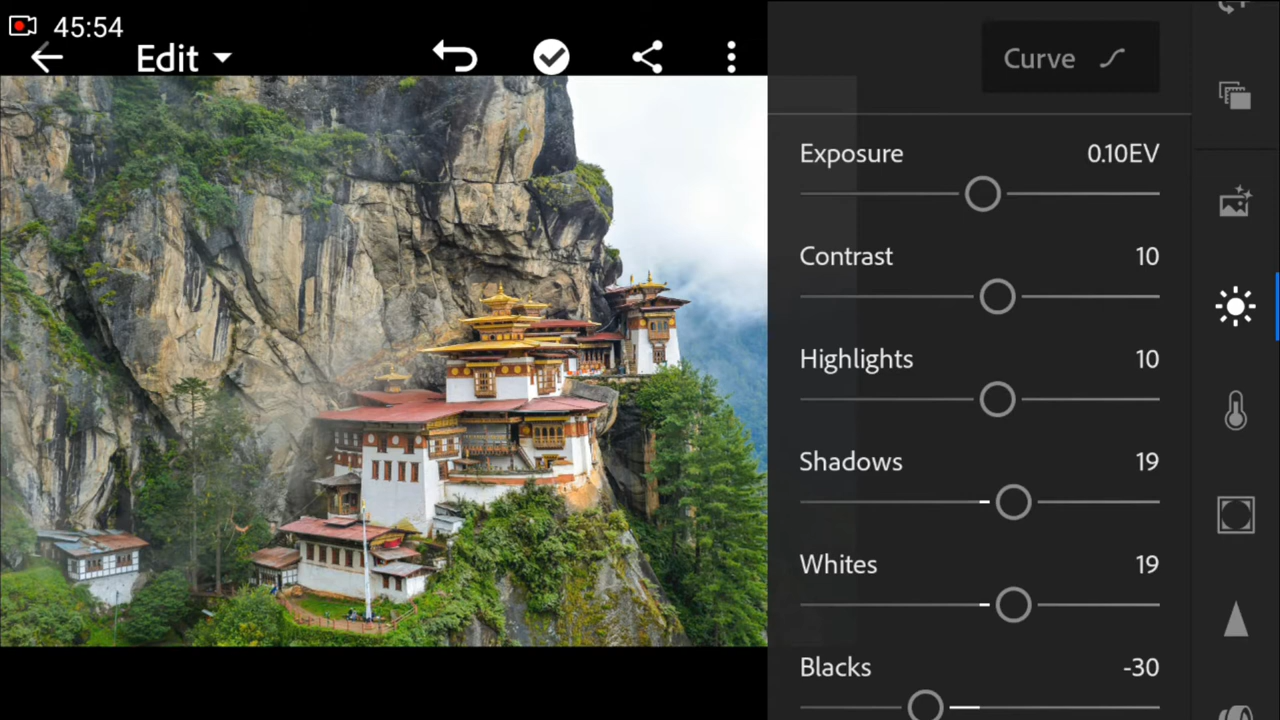 45:54
Edit
Curve
Exposure 0.10EV
Contrast 10
Highlights 10
Shadows 19
Whites 19
Blacks -30